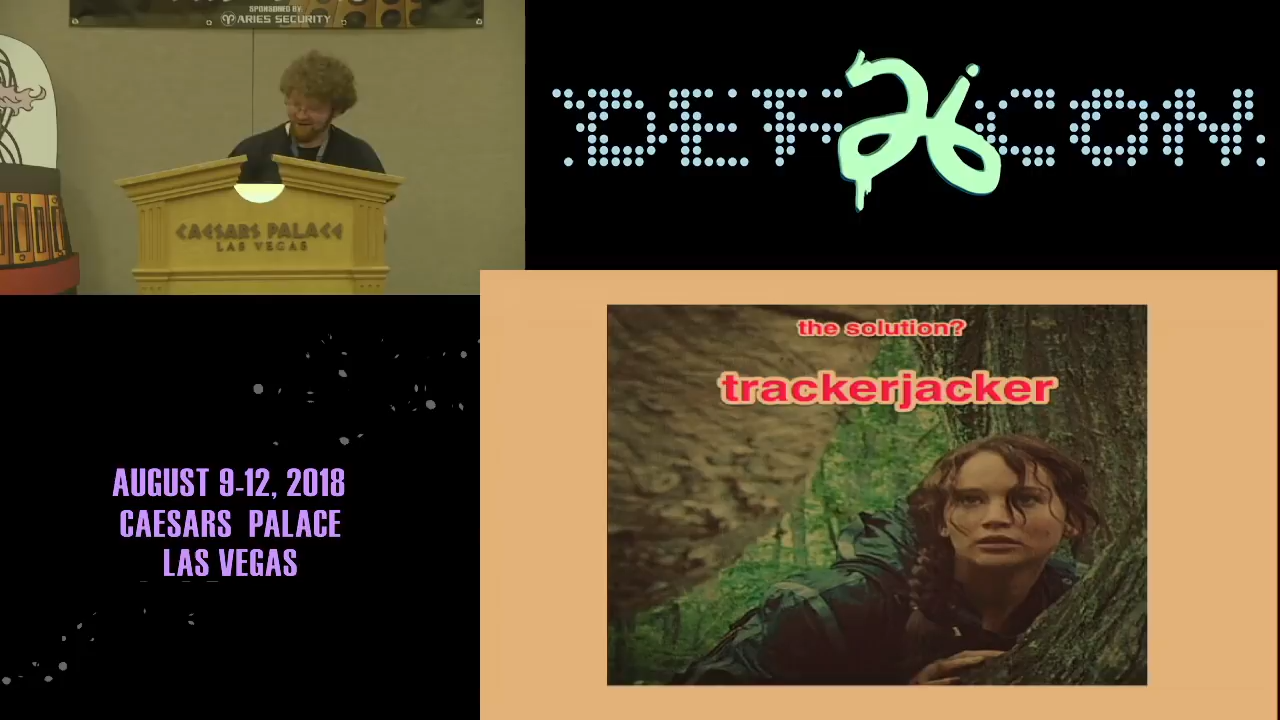 SPONSORED BY:
ARIES SECURITY
DEF 26 CON
CAESARS PALACE
LAS VEGAS
the solution?
trackerjacker
AUGUST 9-12, 2018
CAESARS PALACE
LAS VEGAS